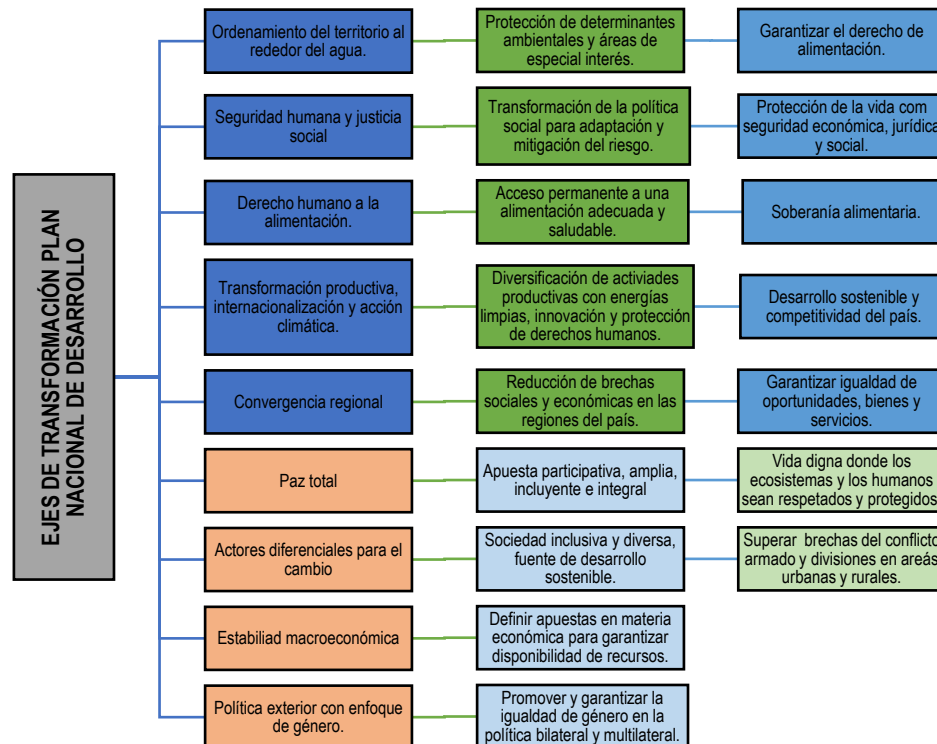 EJES DE TRANSFORMACIÓN PLAN
NACIONAL DE DESARROLLO
Ordenamiento del territorio al
rededor del agua.
Protección de determinantes
ambientales y áreas de
especial interés.
Garantizar el derecho de
alimentación.
Seguridad humana y justicia
social
Transformación de la política
social para adaptación y
mitigación del riesgo.
Protección de la vida com
seguridad económica, jurídica
y social.
Derecho humano a la
alimentación.
Acceso permanente a una
alimentación adecuada y
saludable.
Soberanía alimentaria.
Transformación productiva,
internacionalización y acción
climática.
Diversificación de activiades
productivas con energías
limpias, innovación y protección
de derechos humanos.
Desarrollo sostenible y
competitividad del país.
Convergencia regional
Reducción de brechas
sociales y económicas en las
regiones del país.
Garantizar igualdad de
oportunidades, bienes y
servicios.
Paz total
Apuesta participativa, amplia,
incluyente e integral
Vida digna donde los
ecosistemas y los humanos
sean respetados y protegidos
Actores diferenciales para el
cambio
Sociedad inclusiva y diversa,
fuente de desarrollo
sostenible.
Superar brechas del conflicto
armado y divisiones en areás
urbanas y rurales.
Estabiliad macroeconómica
Definir apuestas en materia
económica para garantizar
disponibilidad de recursos.
Política exterior con enfoque
de género.
Promover y garantizar la
igualdad de género en la
política bilateral y multilateral.